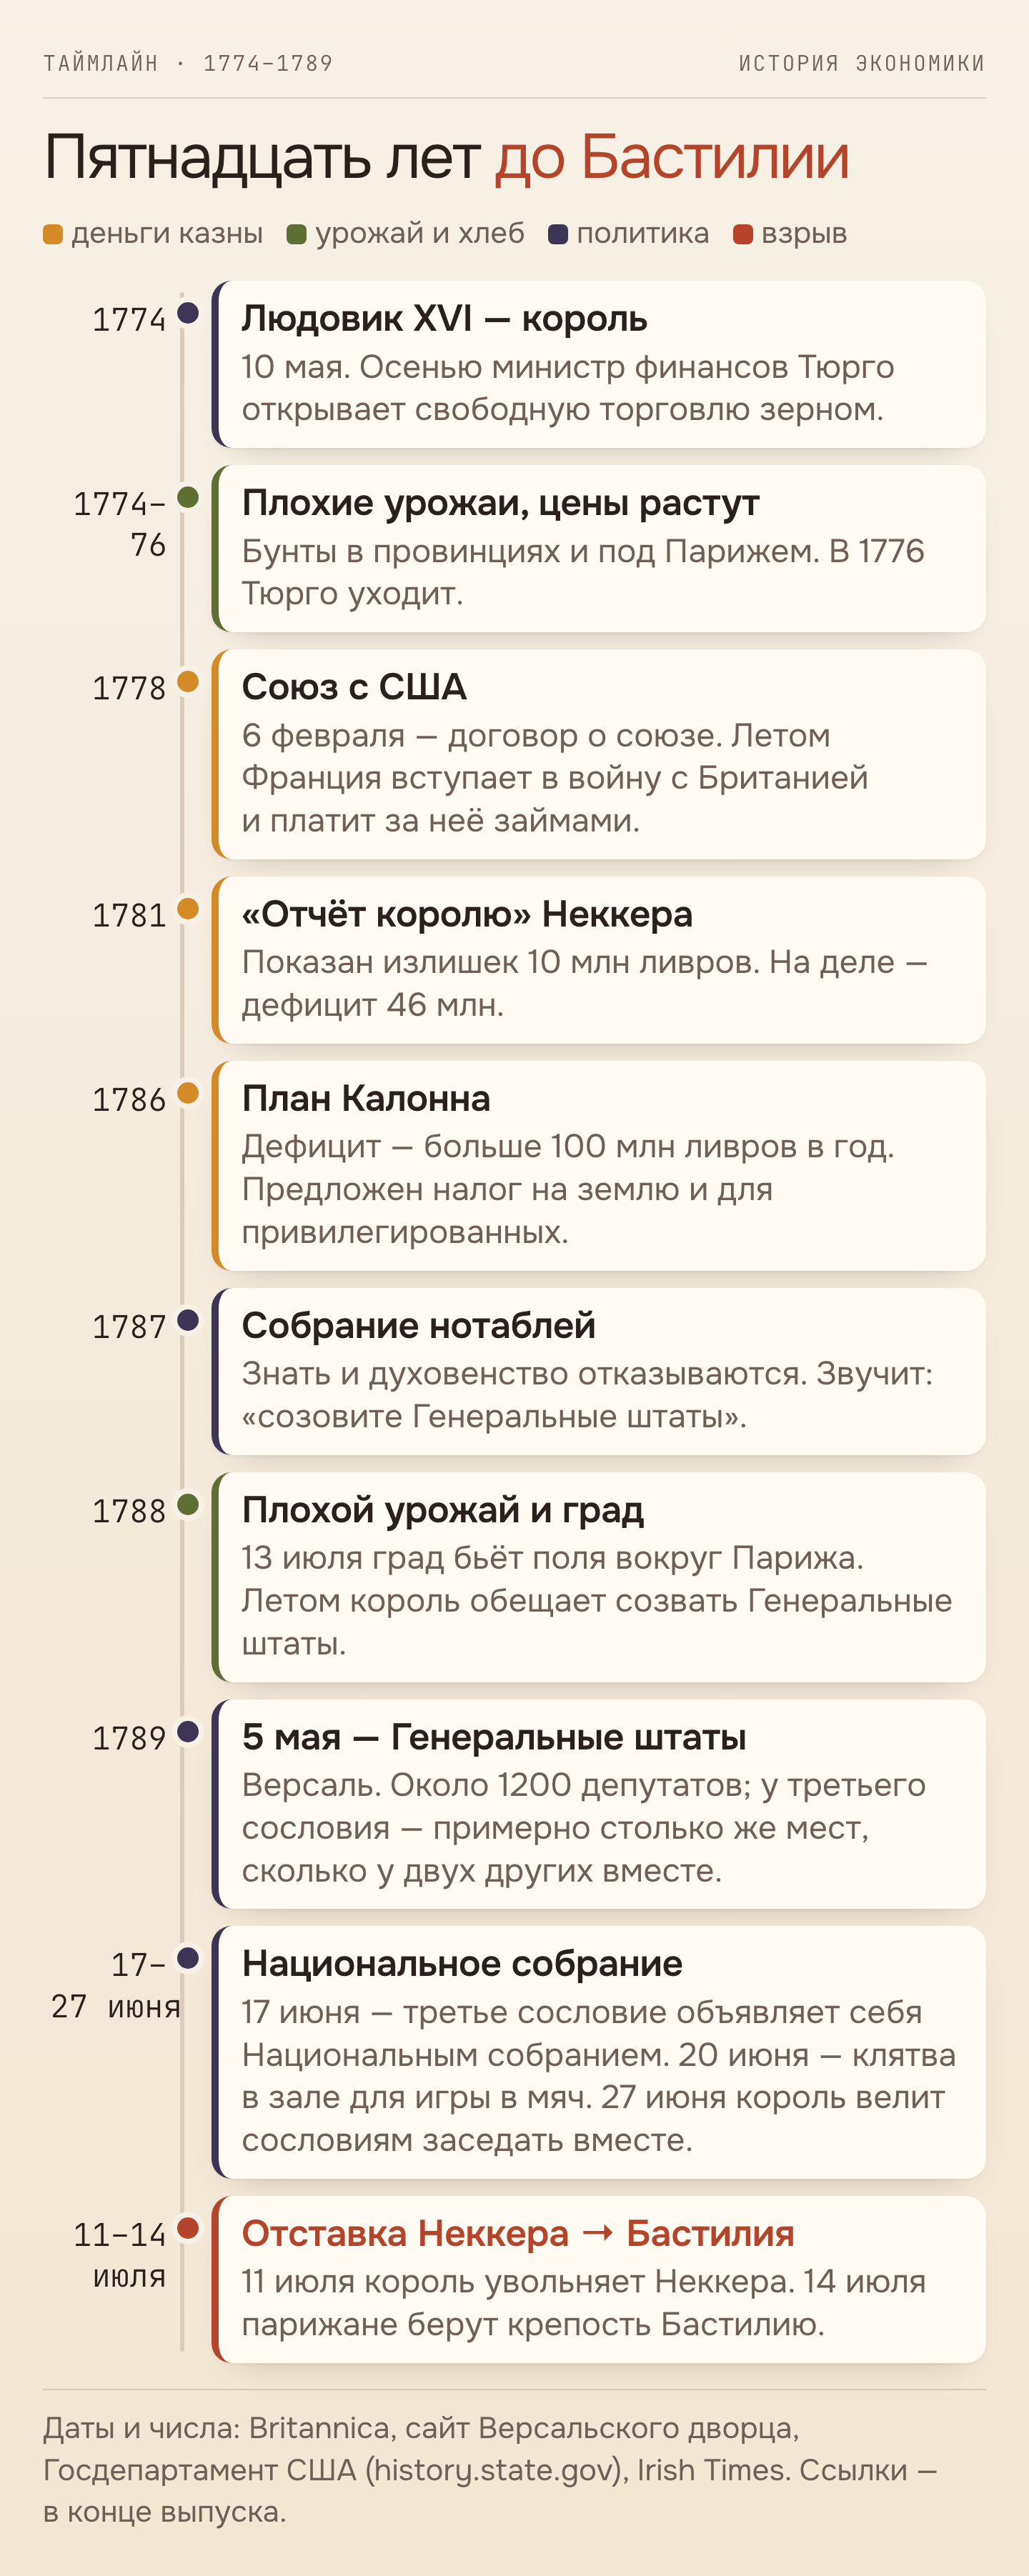 ТАЙМЛАЙН · 1774–1789
ИСТОРИЯ ЭКОНОМИКИ
Пятнадцать лет до Бастилии
деньги казны урожай и хлеб политика взрыв
1774
Людовик XVI — король
10 мая. Осенью министр финансов Тюрго
открывает свободную торговлю зерном.
1774–
76
Плохие урожаи, цены растут
Бунты в провинциях и под Парижем. В 1776
Тюрго уходит.
1778
Союз с США
6 февраля — договор о союзе. Летом
Франция вступает в войну с Британией
и платит за неё займами.
1781
«Отчёт королю» Неккера
Показан излишек 10 млн ливров. На деле —
дефицит 46 млн.
1786
План Калонна
Дефицит — больше 100 млн ливров в год.
Предложен налог на землю и для
привилегированных.
1787
Собрание нотаблей
Знать и духовенство отказываются. Звучит:
«созовите Генеральные штаты».
1788
Плохой урожай и град
13 июля град бьёт поля вокруг Парижа.
Летом король обещает созвать Генеральные
штаты.
1789
5 мая — Генеральные штаты
Версаль. Около 1200 депутатов; у третьего
сословия — примерно столько же мест,
сколько у двух других вместе.
17–
27 июня
Национальное собрание
17 июня — третье сословие объявляет себя
Национальным собранием. 20 июня — клятва
в зале для игры в мяч. 27 июня король велит
сословиям заседать вместе.
11–14
июля
Отставка Неккера → Бастилия
11 июля король увольняет Неккера. 14 июля
парижане берут крепость Бастилию.
Даты и числа: Britannica, сайт Версальского дворца,
Госдепартамент США (history.state.gov), Irish Times. Ссылки —
в конце выпуска.